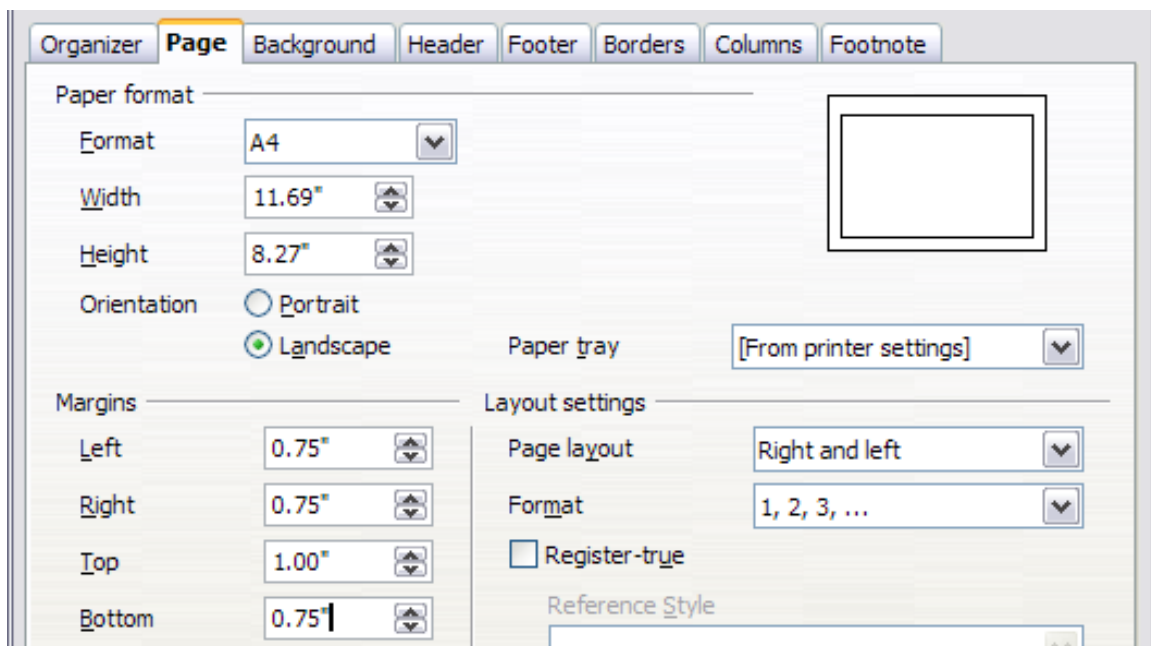 Organizer Page Background Header Footer Borders Columns Footnote
Paper format
Format A4
Width 11.69"
Height 8.27"
Orientation Portrait
Landscape Paper tray [From printer settings]
Margins Layout settings
Left 0.75" Page layout Right and left
Right 0.75" Format 1, 2, 3, ...
Top 1.00" Register-true
Reference Style
Bottom 0.75"